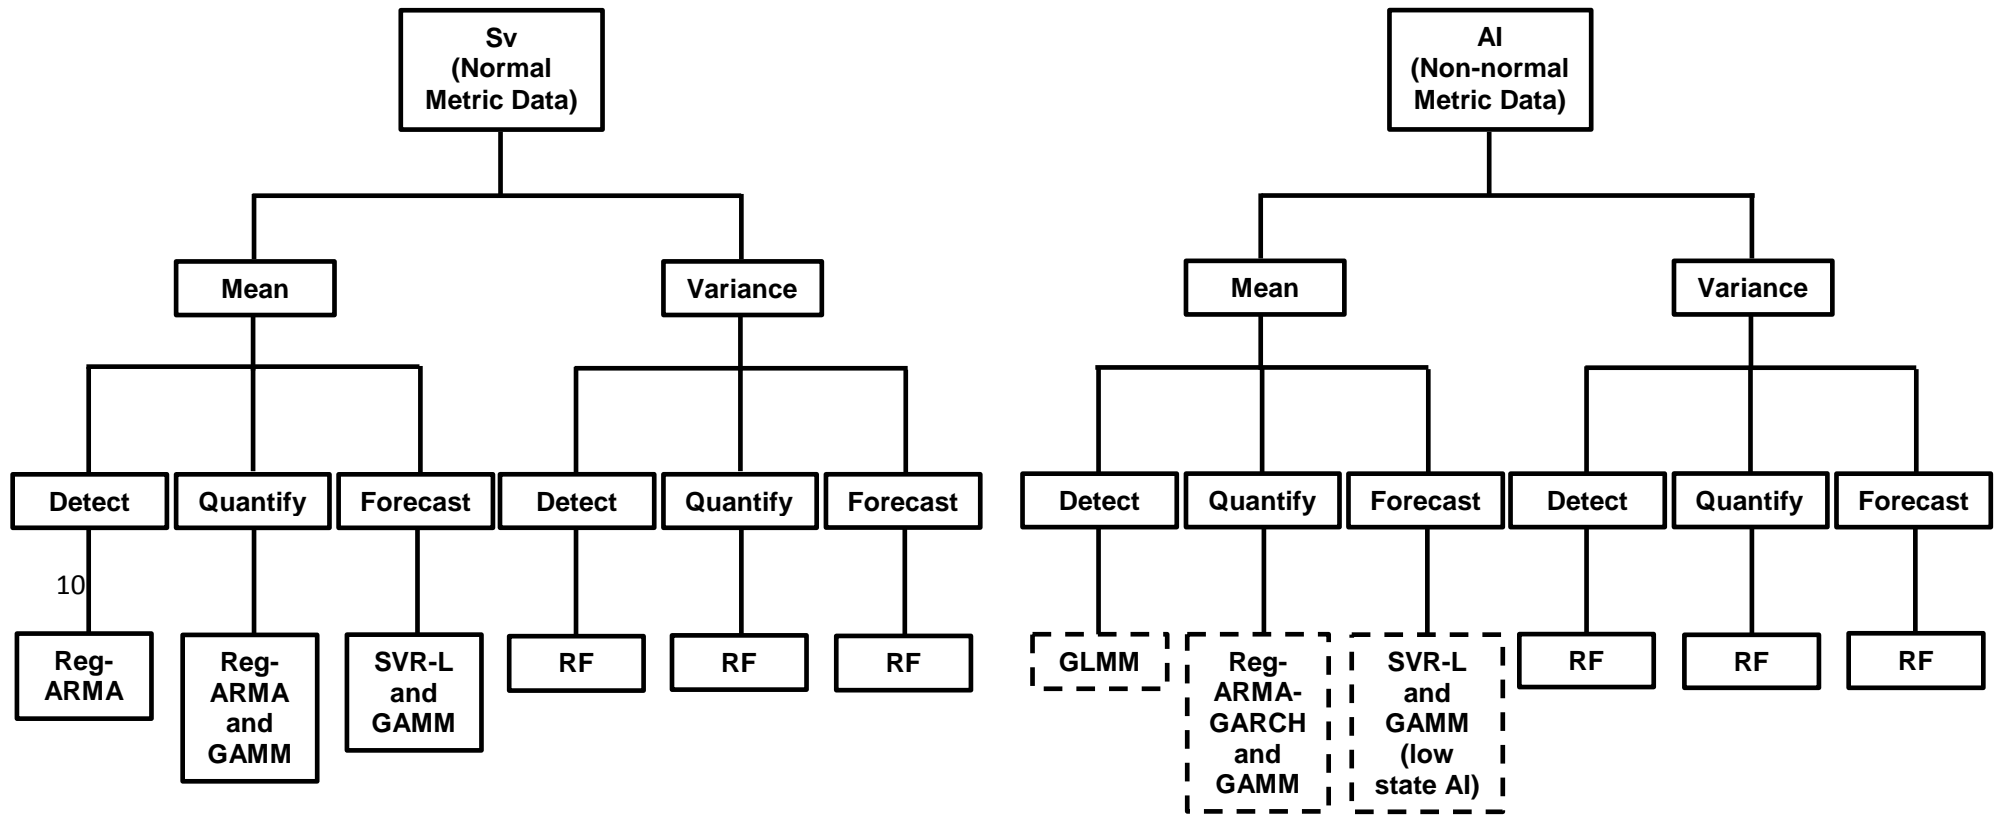 Sv
(Normal
Metric Data)
AI
(Non-normal
Metric Data)
Mean
Variance
Mean
Variance
Detect
Quantify
Forecast
Detect
Quantify
Forecast
Detect
Quantify
Forecast
Detect
Quantify
Forecast
10
Reg-
ARMA
Reg-
ARMA
and
GAMM
SVR-L
and
GAMM
RF
RF
RF
GLMM
Reg-
ARMA-
GARCH
and
GAMM
SVR-L
and
GAMM
(low
state AI)
RF
RF
RF